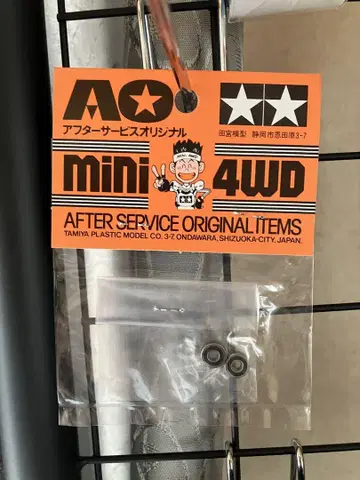 AO
アフターサービスオリジナル
田宮模型 静岡市恩田原3-7
mini 4WD
AFTER SERVICE ORIGINAL ITEMS
TAMIYA PLASTIC MODEL CO. 3-7, ONDAWARA, SHIZUOKA-CITY, JAPAN.